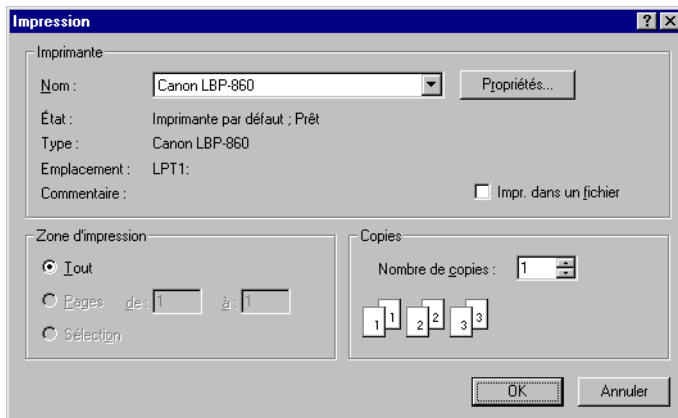 Impression
Imprimante
Nom : Canon LBP-860 Propriétés...
État : Imprimante par défaut ; Prêt
Type : Canon LBP-860
Emplacement : LPT1:
Commentaire : Impr. dans un fichier
Zone d'impression
Tout
Pages de : 1 à : 1
Sélection
Copies
Nombre de copies : 1
1 1 2 2 3 3
OK Annuler